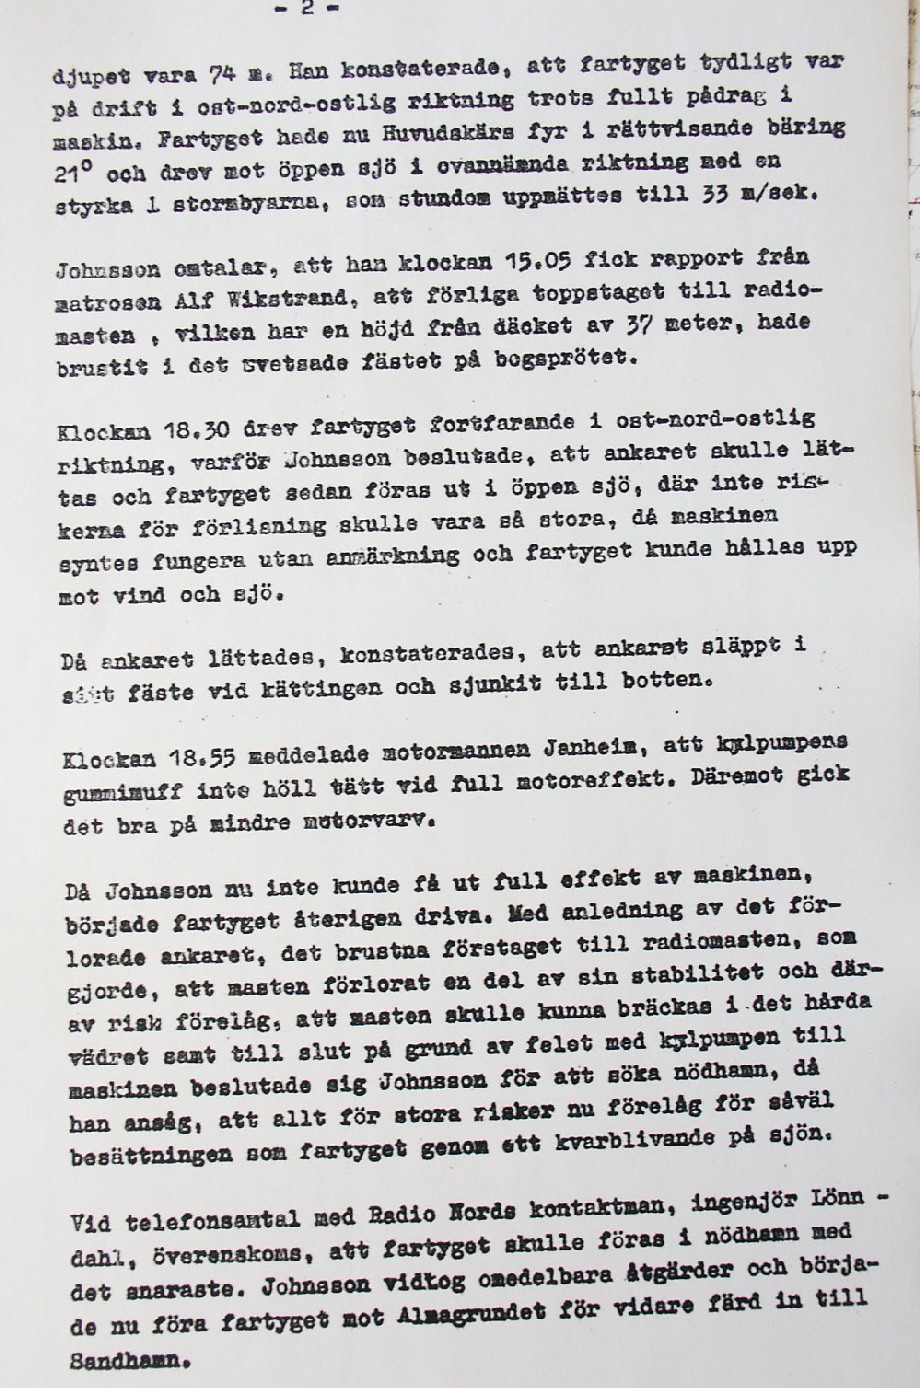 - 2 -
djupet vara 74 m. Han konstaterade, att fartyget tydligt var
på drift i ost-nord-ostlig riktning trots fullt pådrag i
maskin. Fartyget hade nu Huvudskärs fyr i rättvisande bäring
21° och drev mot öppen sjö i ovannämnda riktning med en
styrka i stormbyarna, som stundom uppmättes till 33 m/sek.
Johnsson omtalar, att han klockan 15.05 fick rapport från
matrosen Alf Wikstrand, att förliga toppstaget till radio-
masten , vilken har en höjd från däcket av 37 meter, hade
brustit i det svetsade fästet på bogsprötet.
Klockan 18.30 drev fartyget fortfarande i ost-nord-ostlig
riktning, varför Johnsson beslutade, att ankaret skulle lät-
tas och fartyget sedan föras ut i öppen sjö, där inte ris-
kerna för förlisning skulle vara så stora, då maskinen
syntes fungera utan anmärkning och fartyget kunde hållas upp
mot vind och sjö.
Då ankaret lättades, konstaterades, att ankaret släppt i
sitt fäste vid kättingen och sjunkit till botten.
Klockan 18.55 meddelade motormannen Janheim, att kylpumpens
gummimuff inte höll tätt vid full motoreffekt. Däremot gick
det bra på mindre motorvarv.
Då Johnsson nu inte kunde få ut full effekt av maskinen,
började fartyget återigen driva. Med anledning av det för-
lorade ankaret, det brustna förstaget till radiomasten, som
gjorde, att masten förlorat en del av sin stabilitet och där-
av risk förelåg, att masten skulle kunna bräckas i det hårda
vädret samt till slut på grund av felet med kylpumpen till
maskinen beslutade sig Johnsson för att söka nödhamn, då
han ansåg, att allt för stora risker nu förelåg för såväl
besättningen som fartyget genom ett kvarblivande på sjön.
Vid telefonsamtal med Radio Nords kontaktman, ingenjör Lönn -
dahl, överenskoms, att fartyget skulle föras i nödhamn med
det snaraste. Johnsson vidtog omedelbara åtgärder och börja-
de nu föra fartyget mot Almagrundet för vidare färd in till
Sandhamn.